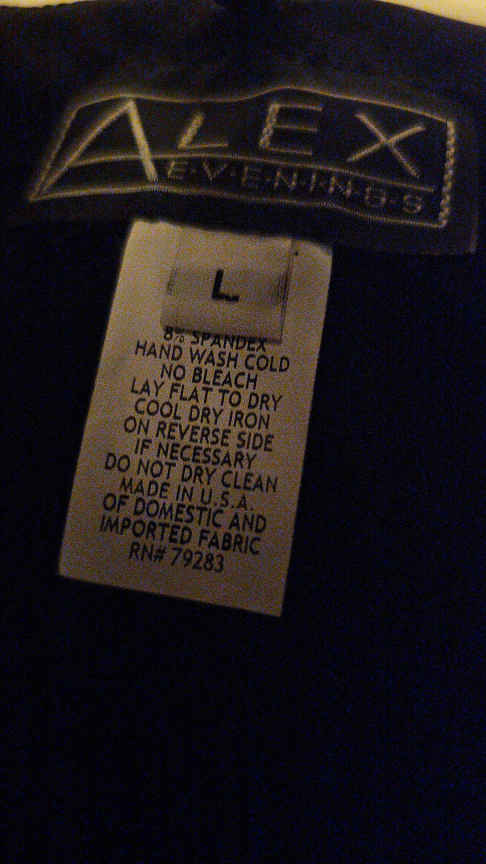 ALEX
E·V·E·N·I·N·G·S
L
8% SPANDEX
HAND WASH COLD
NO BLEACH
LAY FLAT TO DRY
COOL DRY IRON
ON REVERSE SIDE
IF NECESSARY
DO NOT DRY CLEAN
MADE IN U.S.A.
OF DOMESTIC AND
IMPORTED FABRIC
RN# 79283